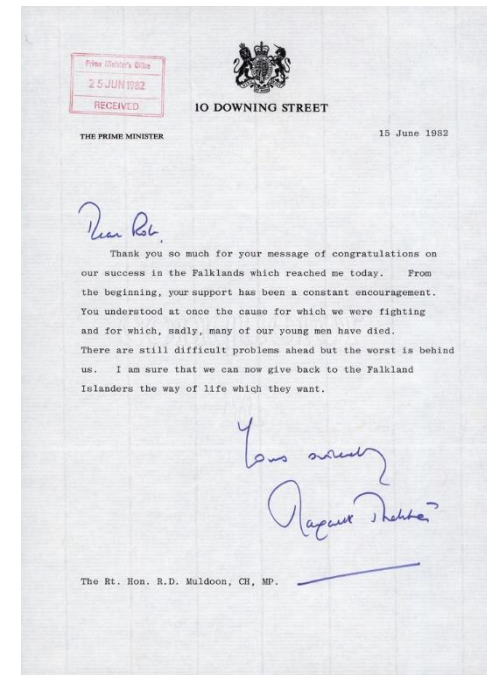 Prime Minister's Office
25 JUN 1982
RECEIVED
10 DOWNING STREET
THE PRIME MINISTER
15 June 1982
Dear Rob,
Thank you so much for your message of congratulations on
our success in the Falklands which reached me today. From
the beginning, your support has been a constant encouragement.
You understood at once the cause for which we were fighting
and for which, sadly, many of our young men have died.
There are still difficult problems ahead but the worst is behind
us. I am sure that we can now give back to the Falkland
Islanders the way of life which they want.
Yours sincerely
Margaret Thatcher
The Rt. Hon. R.D. Muldoon, CH, MP.